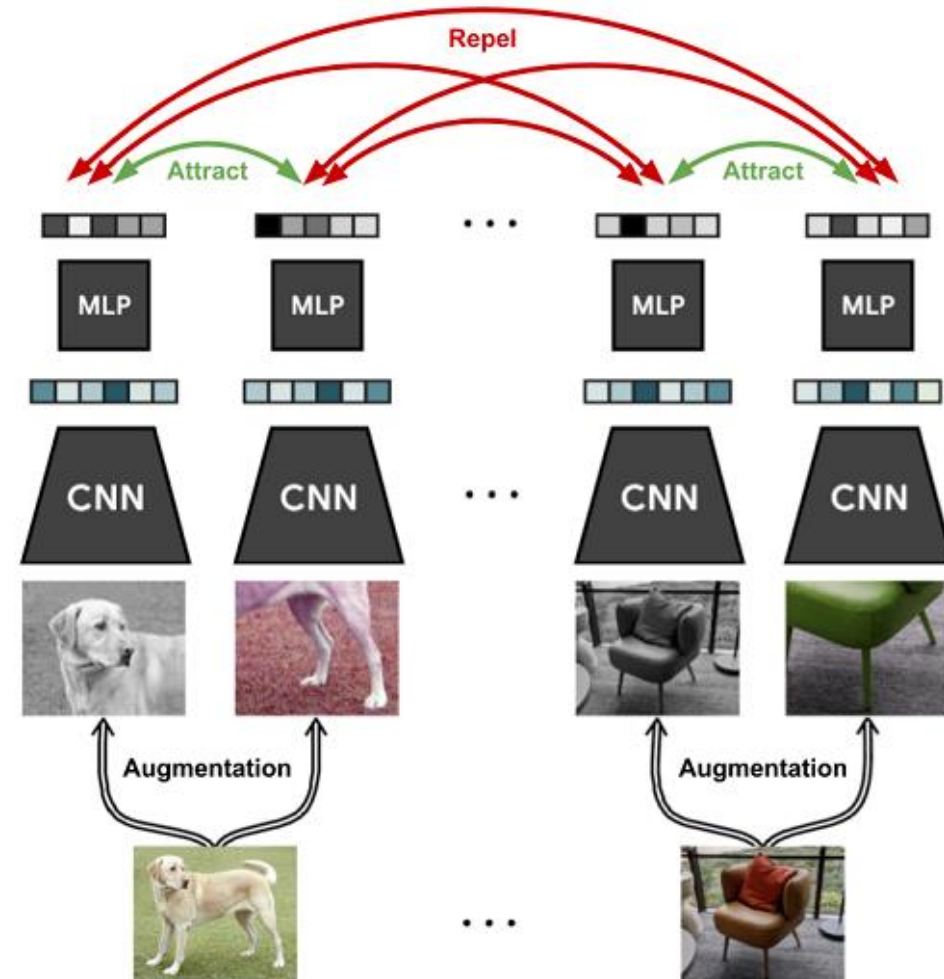 Repel
Attract
Attract
...
MLP
MLP
MLP
MLP
CNN
CNN
...
CNN
CNN
Augmentation
Augmentation
...